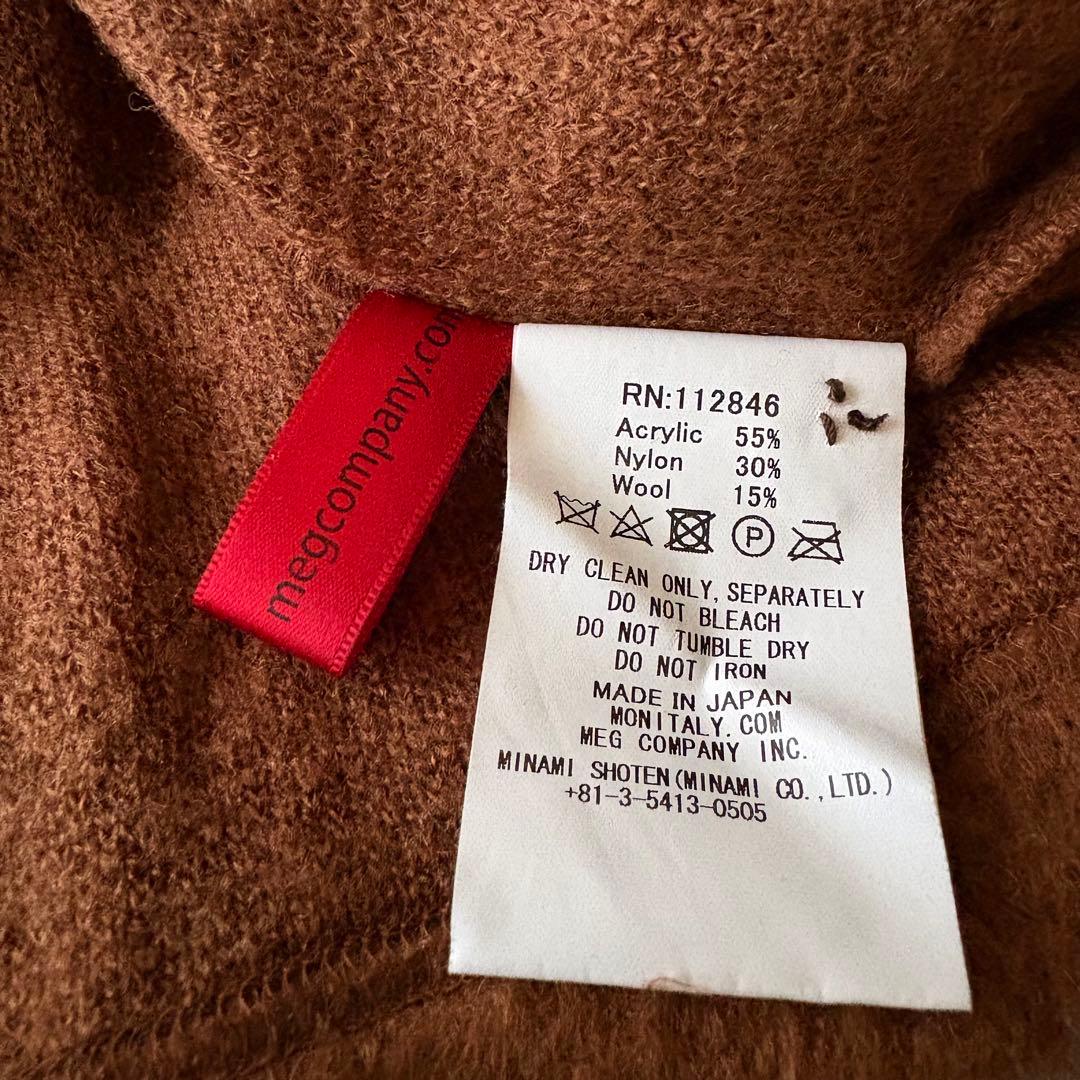 megcompany.com
RN:112846
Acrylic 55%
Nylon 30%
Wool 15%
P
DRY CLEAN ONLY, SEPARATELY
DO NOT BLEACH
DO NOT TUMBLE DRY
DO NOT IRON
MADE IN JAPAN
MONITALY.COM
MEG COMPANY INC.
MINAMI SHOTEN(MINAMI CO.,LTD.)
+81-3-5413-0505